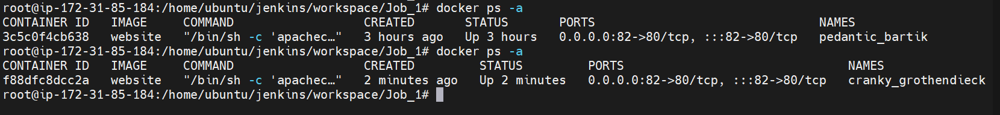 root@ip-172-31-85-184:/home/ubuntu/jenkins/workspace/Job_1# docker ps -a
CONTAINER ID   IMAGE     COMMAND                  CREATED       STATUS       PORTS                               NAMES
3c5c0f4cb638   website   "/bin/sh -c 'apachec…"   3 hours ago   Up 3 hours   0.0.0.0:82->80/tcp, :::82->80/tcp   pedantic_bartik
root@ip-172-31-85-184:/home/ubuntu/jenkins/workspace/Job_1# docker ps -a
CONTAINER ID   IMAGE     COMMAND                  CREATED         STATUS         PORTS                               NAMES
f88dfc8dcc2a   website   "/bin/sh -c 'apachec…"   2 minutes ago   Up 2 minutes   0.0.0.0:82->80/tcp, :::82->80/tcp   cranky_grothendieck
root@ip-172-31-85-184:/home/ubuntu/jenkins/workspace/Job_1#